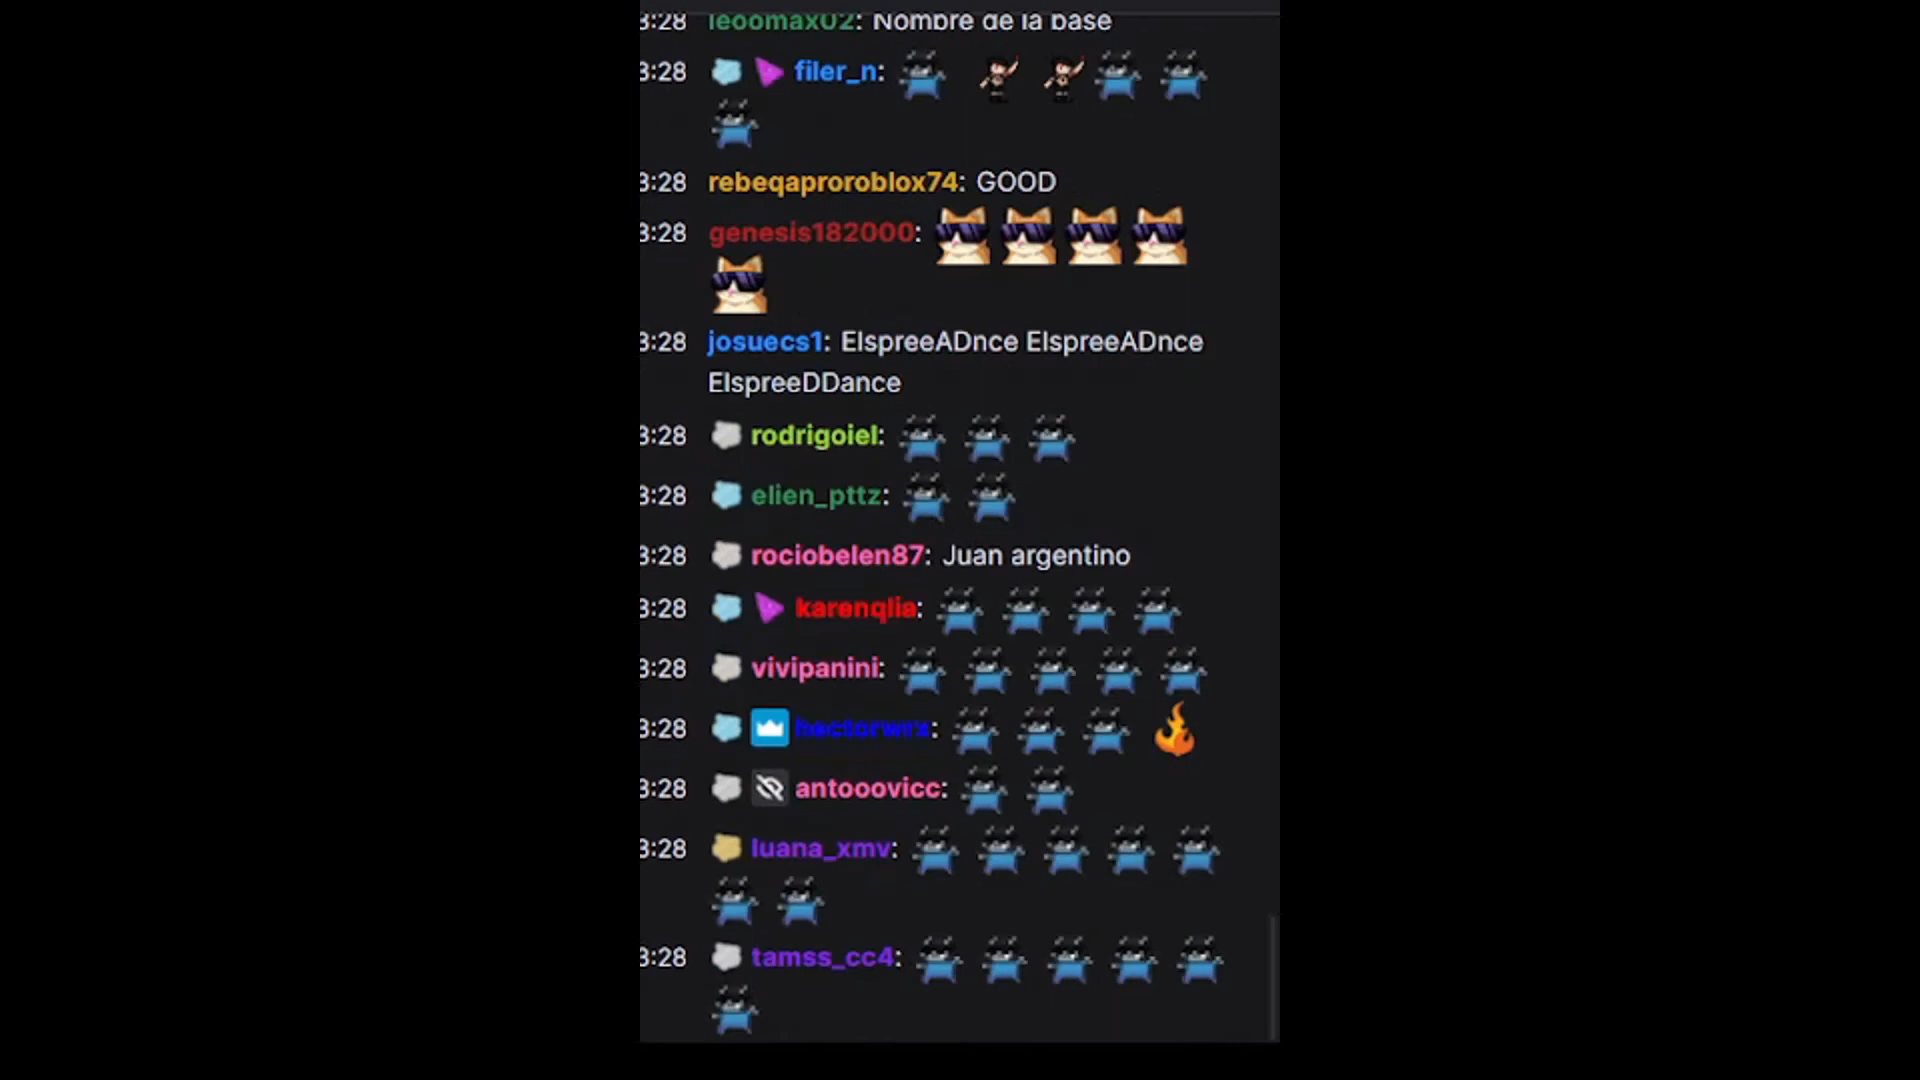 3:28 leoomax02: Nombre de la base
3:28 filer_n:
3:28 rebeqaproroblox74: GOOD
3:28 genesis182000:
3:28 josuecs1: ElspreeADnce ElspreeADnce
ElspreeDDance
3:28 rodrigoiel:
3:28 elien_pttz:
3:28 rociobelen87: Juan argentino
3:28 karenqlia:
3:28 vivipanini:
3:28 hectorwrx:
3:28 antooovicc:
3:28 luana_xmv:
3:28 tamss_cc4: